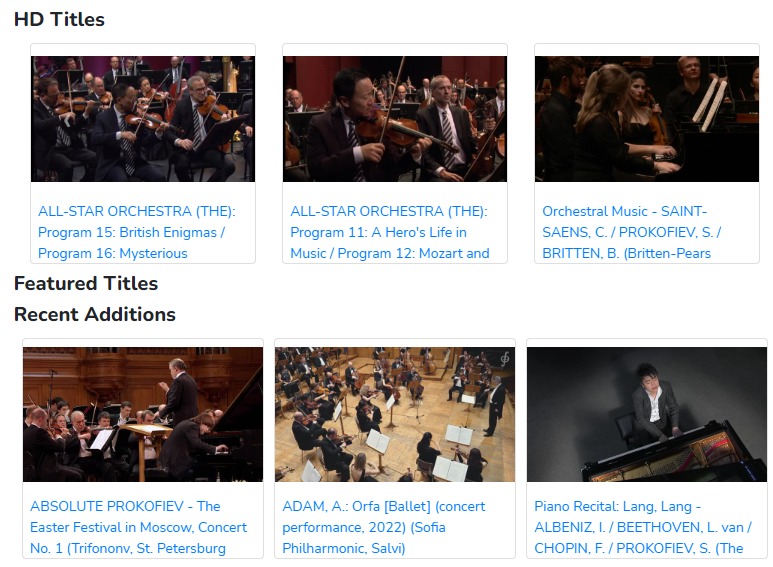 HD Titles
ALL-STAR ORCHESTRA (THE):
Program 15: British Enigmas /
Program 16: Mysterious
ALL-STAR ORCHESTRA (THE):
Program 11: A Hero's Life in
Music / Program 12: Mozart and
Orchestral Music - SAINT-
SAENS, C. / PROKOFIEV, S. /
BRITTEN, B. (Britten-Pears
Featured Titles
Recent Additions
ABSOLUTE PROKOFIEV - The
Easter Festival in Moscow, Concert
No. 1 (Trifononv, St. Petersburg
ADAM, A.: Orfa [Ballet] (concert
performance, 2022) (Sofia
Philharmonic, Salvi)
Piano Recital: Lang, Lang -
ALBENIZ, I. / BEETHOVEN, L. van /
CHOPIN, F. / PROKOFIEV, S. (The